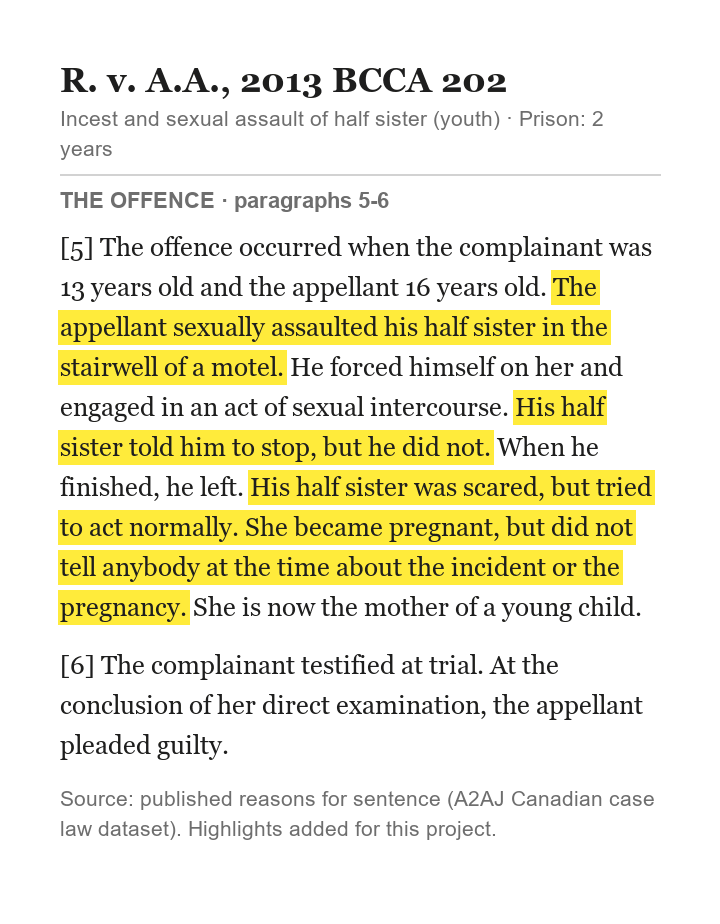 R. v. A.A., 2013 BCCA 202
Incest and sexual assault of half sister (youth) · Prison: 2
years
THE OFFENCE · paragraphs 5-6
[5] The offence occurred when the complainant was
13 years old and the appellant 16 years old. The
appellant sexually assaulted his half sister in the
stairwell of a motel. He forced himself on her and
engaged in an act of sexual intercourse. His half
sister told him to stop, but he did not. When he
finished, he left. His half sister was scared, but tried
to act normally. She became pregnant, but did not
tell anybody at the time about the incident or the
pregnancy. She is now the mother of a young child.
[6] The complainant testified at trial. At the
conclusion of her direct examination, the appellant
pleaded guilty.
Source: published reasons for sentence (A2AJ Canadian case
law dataset). Highlights added for this project.